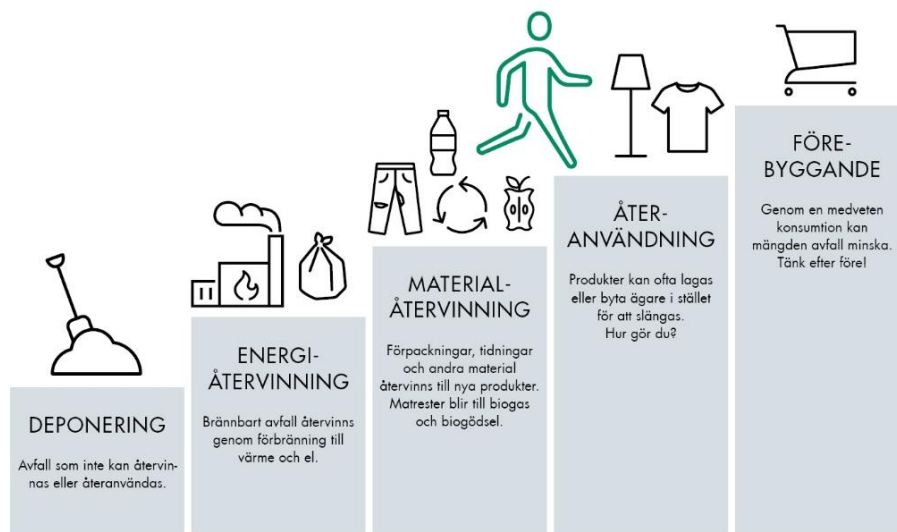 DEPONERING
Avfall som inte kan återvin-
nas eller återanvändas.
ENERGI-
ÅTERVINNING
Brännbart avfall återvinns
genom förbränning till
värme och el.
MATERIAL-
ÅTERVINNING
Förpackningar, tidningar
och andra material
återvinns till nya produkter.
Matrester blir till biogas
och biogödsel.
ÅTER-
ANVÄNDNING
Produkter kan ofta lagas
eller byta ägare i stället
för att slängas.
Hur gör du?
FÖRE-
BYGGANDE
Genom en medveten
konsumtion kan
mängden avfall minska.
Tänk efter före!